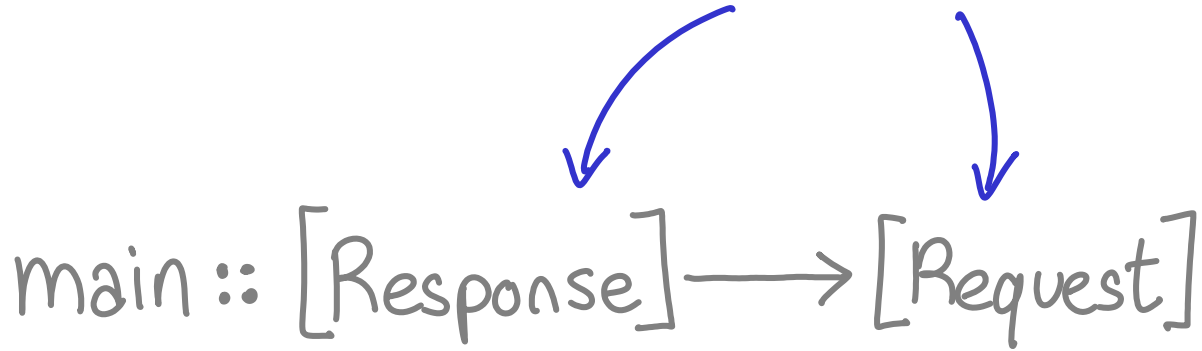 main :: [Response] → [Request]